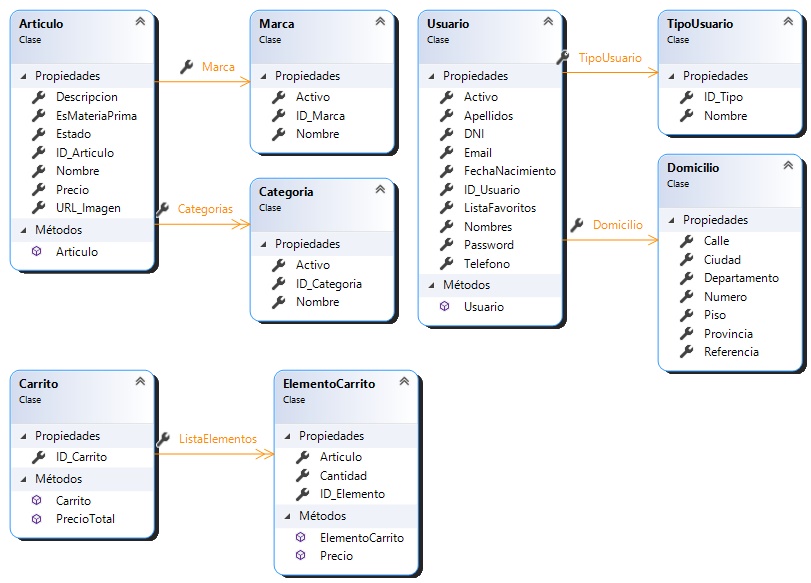 Articulo
Clase
Propiedades
Descripcion
EsMateriaPrima
Estado
ID_Articulo
Nombre
Precio
URL_Imagen
Métodos
Articulo
Marca
Categorias
Marca
Clase
Propiedades
Activo
ID_Marca
Nombre
Categoria
Clase
Propiedades
Activo
ID_Categoria
Nombre
Usuario
Clase
Propiedades
Activo
Apellidos
DNI
Email
FechaNacimiento
ID_Usuario
ListaFavoritos
Nombres
Password
Telefono
Métodos
Usuario
TipoUsuario
Domicilio
TipoUsuario
Clase
Propiedades
ID_Tipo
Nombre
Domicilio
Clase
Propiedades
Calle
Ciudad
Departamento
Numero
Piso
Provincia
Referencia
Carrito
Clase
Propiedades
ID_Carrito
Métodos
Carrito
PrecioTotal
ListaElementos
ElementoCarrito
Clase
Propiedades
Articulo
Cantidad
ID_Elemento
Métodos
ElementoCarrito
Precio